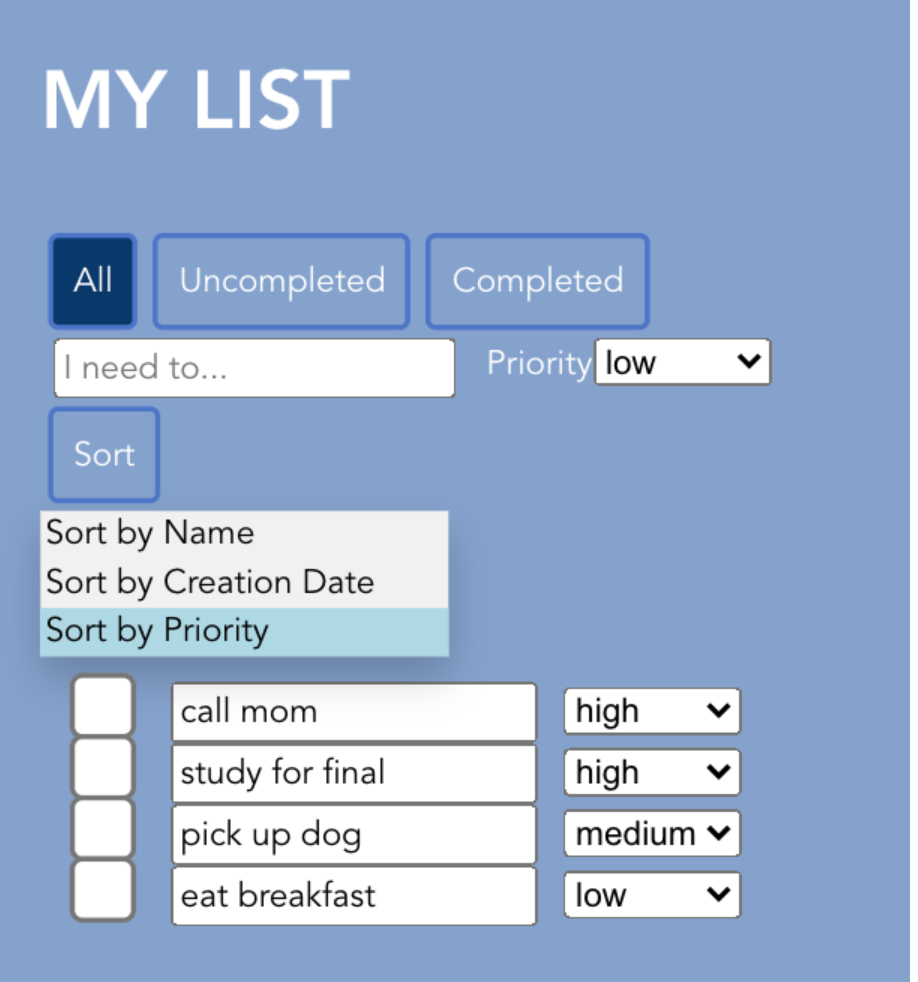 MY LIST
All Uncompleted Completed
I need to... Priority low
Sort
Sort by Name
Sort by Creation Date
Sort by Priority
call mom high
study for final high
pick up dog medium
eat breakfast low